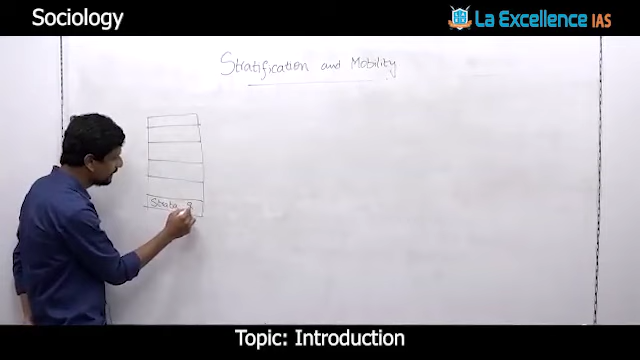 Sociology
La Excellence IAS
Stratification and Mobility
Strata
Topic: Introduction